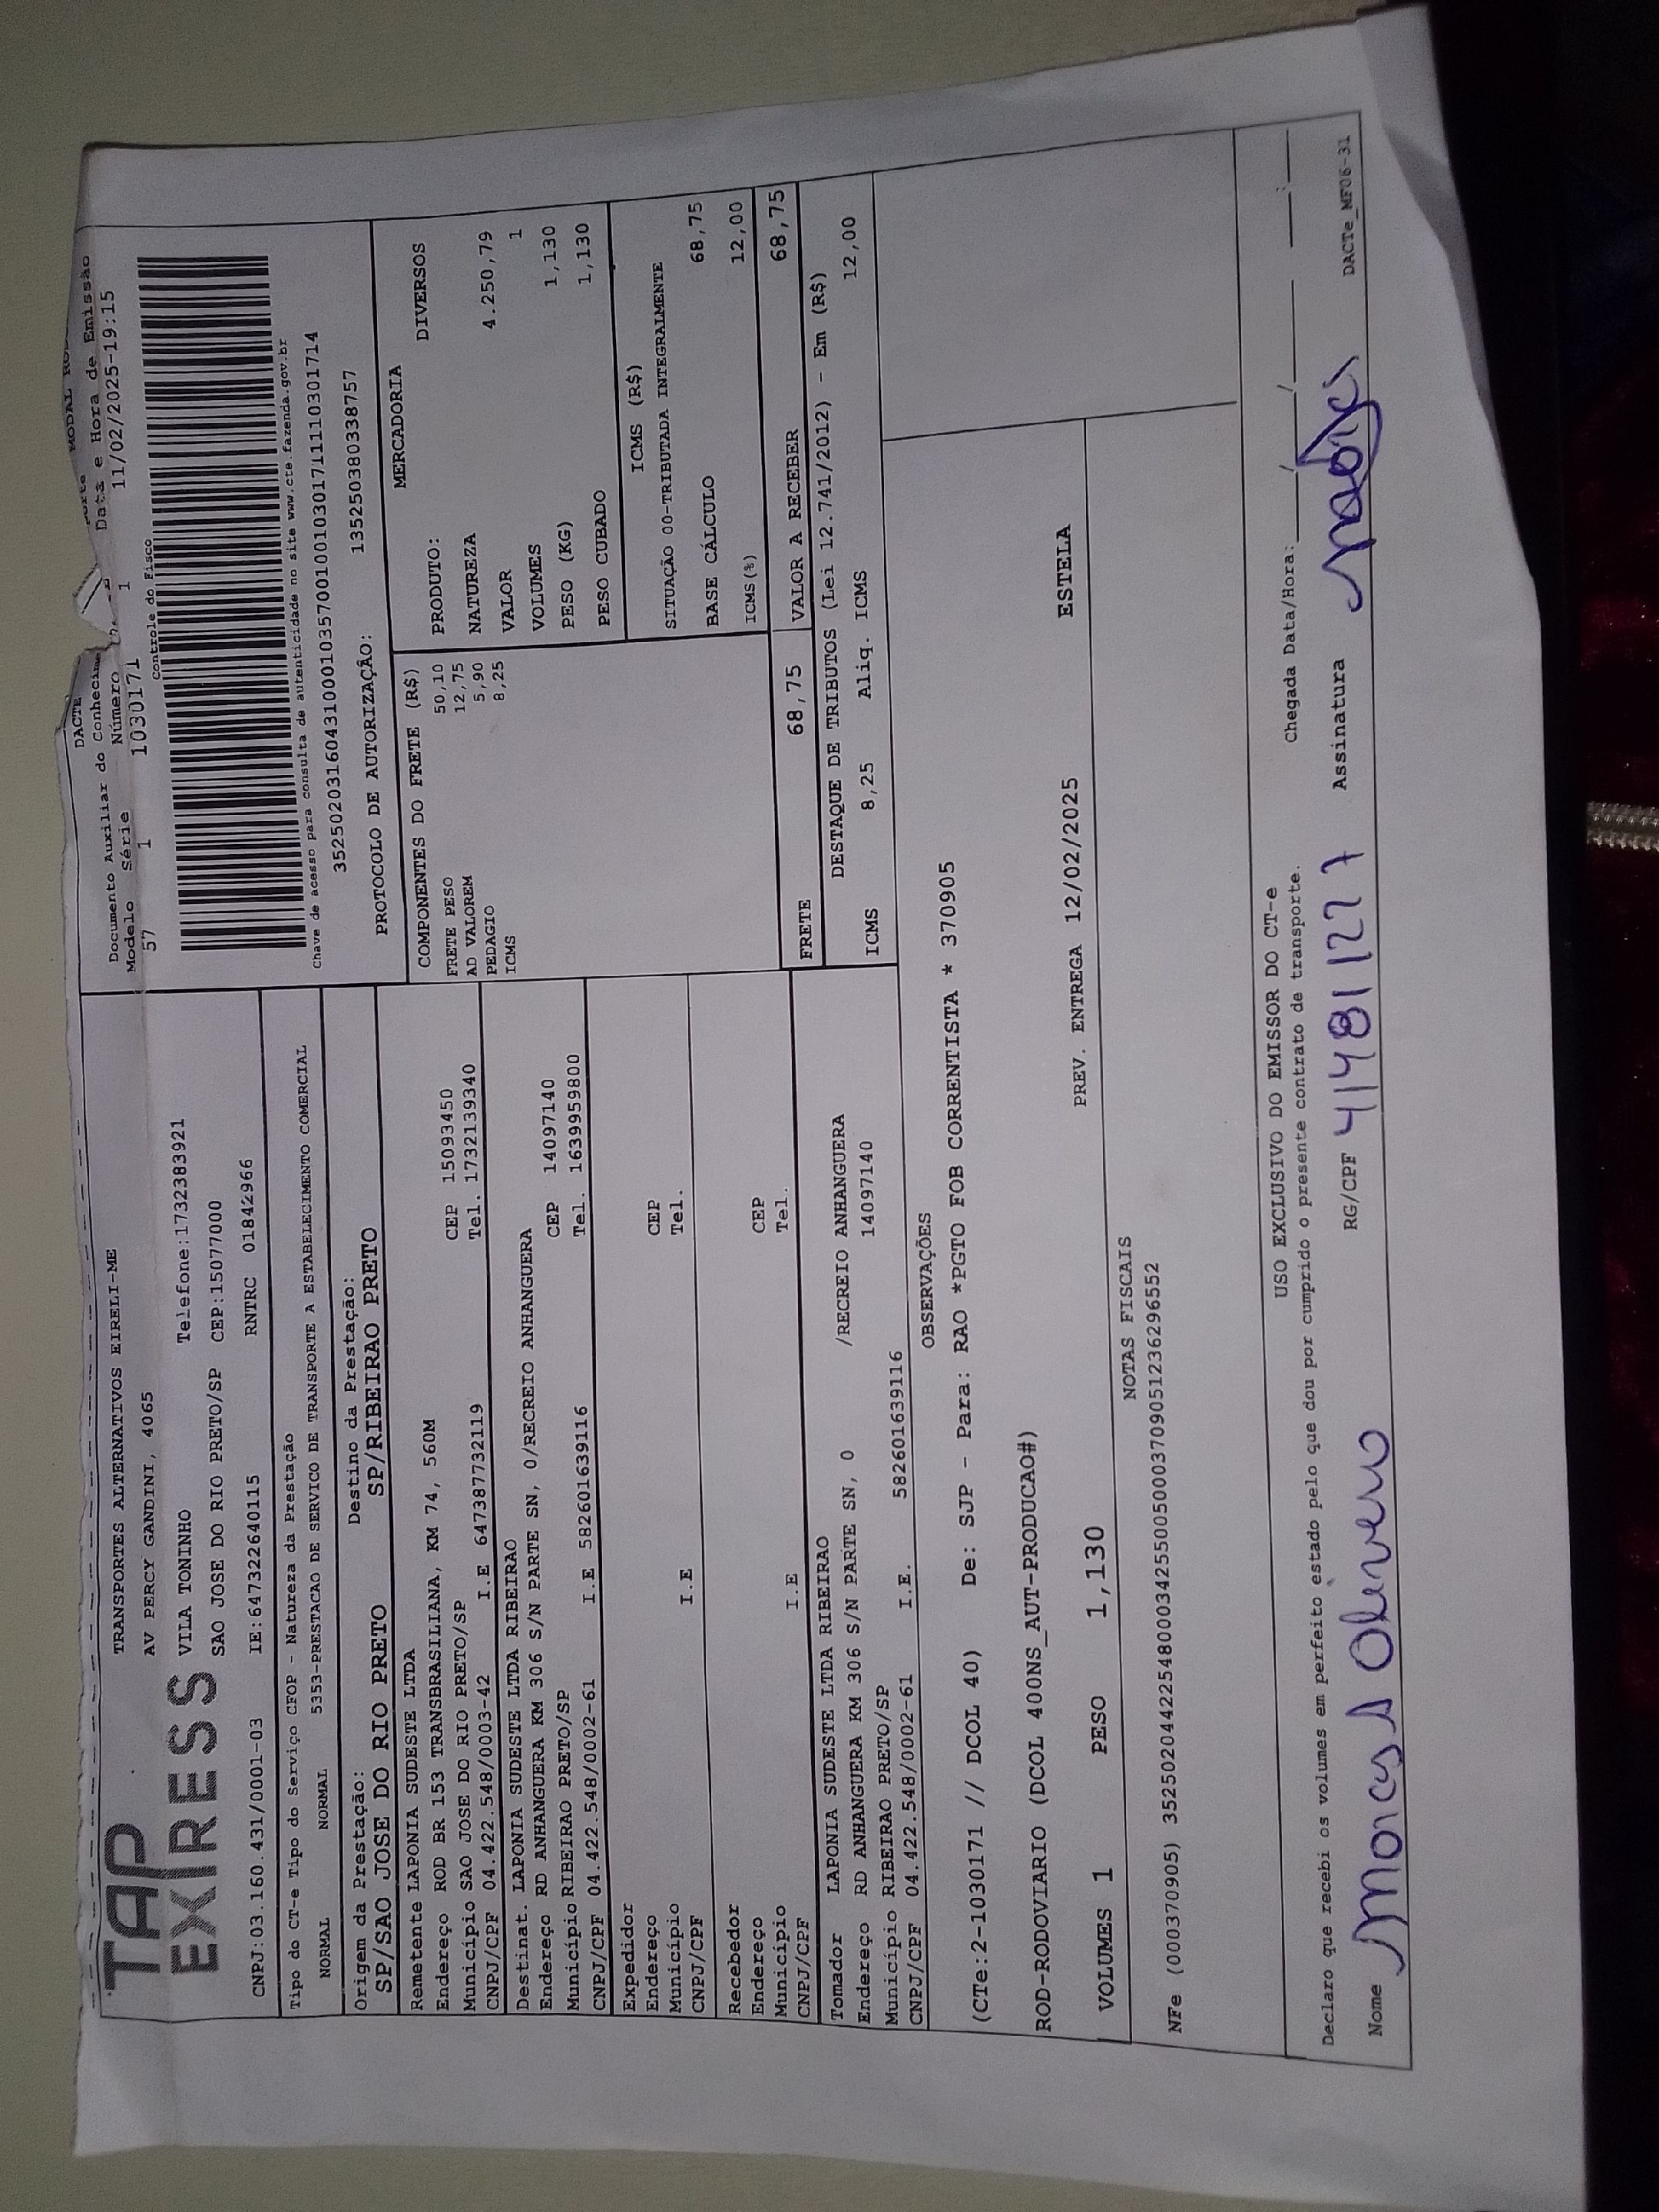 TAP
EXPRESS
TRANSPORTES ALTERNATIVOS EIRELI-ME
AV PERCY GANDINI, 4065
VILA TONINHO Telefone:1732383921
SAO JOSE DO RIO PRETO/SP CEP:15077000
CNPJ:03.160.431/0001-03 IE:647322640115 RNTRC 01842966
DACTE
MODAL
Documento Auxiliar do Conhecime
Modelo Série Número Data e Hora de Emissão
57 1 1030171 1 11/02/2025-19:15
controle do Fisco
Chave de acesso para consulta de autenticidade no site www.cte.fazenda.gov.br
35250203160431000103570010010301711110301714
PROTOCOLO DE AUTORIZAÇÃO: 135250380338757
Tipo do CT-e Tipo do Serviço CFOP - Natureza da Prestação
NORMAL NORMAL 5353-PRESTACAO DE SERVICO DE TRANSPORTE A ESTABELECIMENTO COMERCIAL
Origem da Prestação: Destino da Prestação:
SP/SAO JOSE DO RIO PRETO SP/RIBEIRAO PRETO
Remetente LAPONIA SUDESTE LTDA
Endereço ROD BR 153 TRANSBRASILIANA, KM 74, 560M CEP 15093450
Município SAO JOSE DO RIO PRETO/SP Tel. 1732139340
CNPJ/CPF 04.422.548/0003-42 I.E 647387732119
Destinat. LAPONIA SUDESTE LTDA RIBEIRAO
Endereço RD ANHANGUERA KM 306 S/N PARTE SN, 0/RECREIO ANHANGUERA
CEP 14097140
Município RIBEIRAO PRETO/SP Tel. 1639959800
CNPJ/CPF 04.422.548/0002-61 I.E 582601639116
Expedidor
Endereço CEP
Município Tel.
CNPJ/CPF I.E
Recebedor
Endereço CEP
Município Tel.
CNPJ/CPF I.E
Tomador LAPONIA SUDESTE LTDA RIBEIRAO
Endereço RD ANHANGUERA KM 306 S/N PARTE SN, 0 /RECREIO ANHANGUERA
Município RIBEIRAO PRETO/SP 14097140
CNPJ/CPF 04.422.548/0002-61 I.E. 582601639116
COMPONENTES DO FRETE (R$)
FRETE PESO 50,10
AD VALOREM 12,75
PEDAGIO 5,90
ICMS 8,25
MERCADORIA
PRODUTO: DIVERSOS
NATUREZA
VALOR 4.250,79
VOLUMES 1
PESO (KG) 1,130
PESO CUBADO 1,130
ICMS (R$)
SITUAÇÃO 00-TRIBUTADA INTEGRALMENTE
BASE CÁLCULO 68,75
ICMS(%) 12,00
FRETE 68,75 VALOR A RECEBER 68,75
DESTAQUE DE TRIBUTOS (Lei 12.741/2012) - Em (R$)
ICMS 8,25 Aliq. ICMS 12,00
OBSERVAÇÕES
(CTe:2-1030171 // DCOL 40) De: SJP - Para: RAO *PGTO FOB CORRENTISTA * 370905
ROD-RODOVIARIO (DCOL 400NS_AUT-PRODUCAO#)
VOLUMES 1 PESO 1,130 PREV. ENTREGA 12/02/2025 ESTELA
NOTAS FISCAIS
NFe (000370905) 35250204422548000342550050003709051236296552
USO EXCLUSIVO DO EMISSOR DO CT-e
Declaro que recebi os volumes em perfeito estado pelo que dou por cumprido o presente contrato de transporte. Chegada Data/Hora:___/___/___ ___:___
Nome RG/CPF 41481227 Assinatura
DACTe_MF06-31